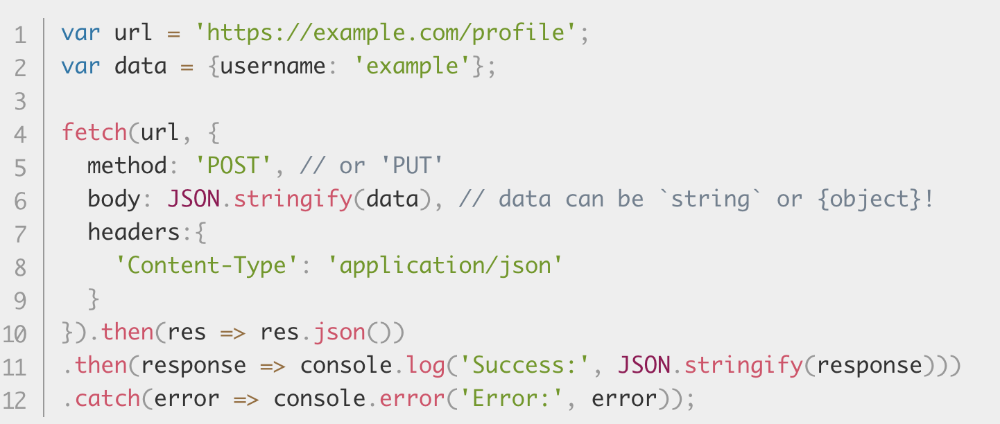 1 var url = 'https://example.com/profile';
2 var data = {username: 'example'};
3
4 fetch(url, {
5   method: 'POST', // or 'PUT'
6   body: JSON.stringify(data), // data can be `string` or {object}!
7   headers:{
8     'Content-Type': 'application/json'
9   }
10 }).then(res => res.json())
11 .then(response => console.log('Success:', JSON.stringify(response)))
12 .catch(error => console.error('Error:', error));